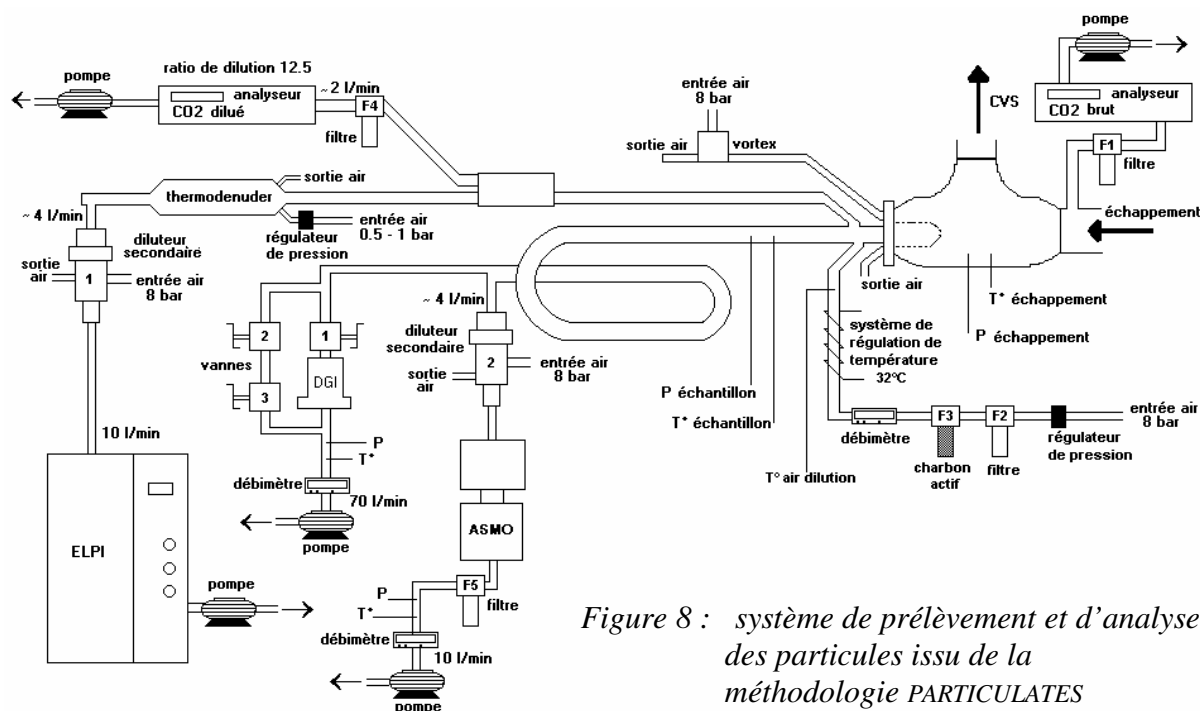 pompe
ratio de dilution 12.5
analyseur
CO2 dilué
~2 l/min
F4
filtre
entrée air
8 bar
sortie air
vortex
CVS
pompe
analyseur
CO2 brut
F1
filtre
échappement
sortie air
thermodenuder
~ 4 l/min
régulateur
de pression
entrée air
0.5 - 1 bar
diluteur
secondaire
sortie
air
1
entrée air
8 bar
10 l/min
ELPI
pompe
2
vannes
3
1
DGI
P
T°
débimètre
70 l/min
pompe
~ 4 l/min
diluteur
secondaire
sortie
air
2
entrée air
8 bar
ASMO
F5
filtre
P
T°
débimètre
10 l/min
pompe
P échantillon
T° échantillon
sortie air
T° échappement
P échappement
système de
régulation de
température
32°C
T° air dilution
débimètre
F3
charbon
actif
F2
filtre
régulateur
de pression
entrée air
8 bar
Figure 8 : système de prélèvement et d'analyse
des particules issu de la
méthodologie PARTICULATES